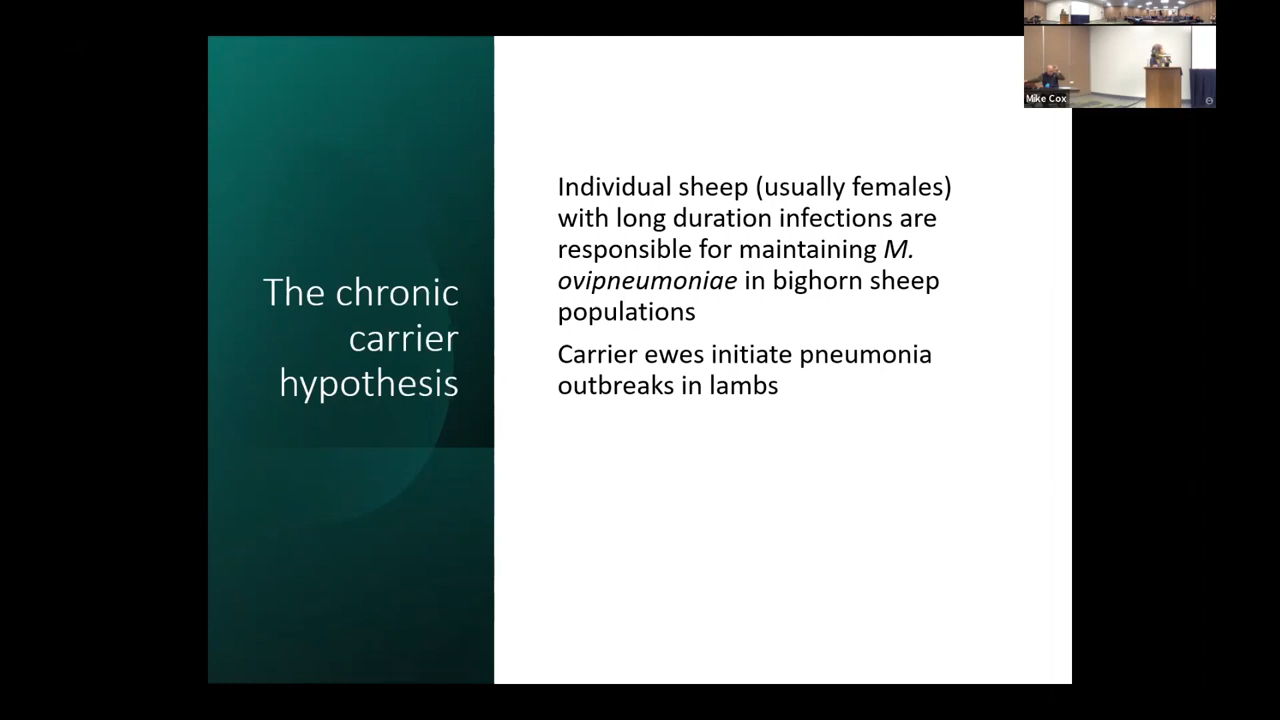 Mike Cox
The chronic
carrier
hypothesis
Individual sheep (usually females)
with long duration infections are
responsible for maintaining M.
ovipneumoniae in bighorn sheep
populations
Carrier ewes initiate pneumonia
outbreaks in lambs